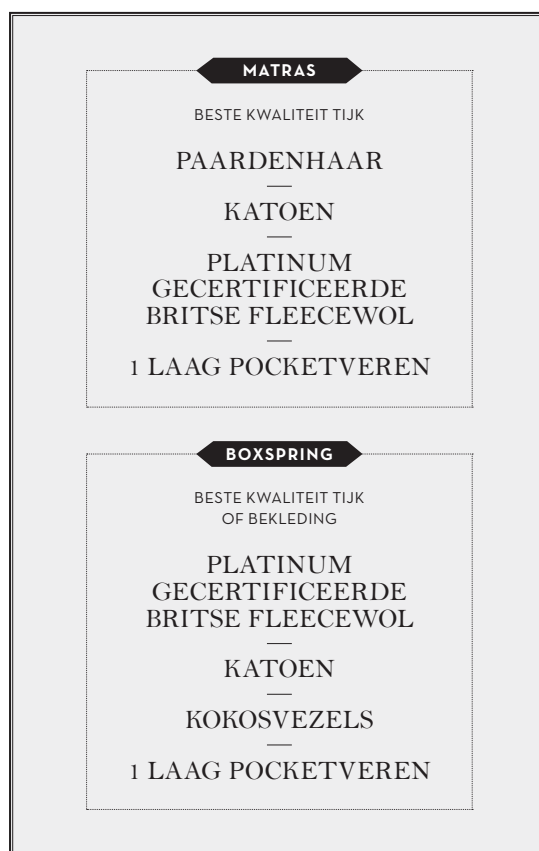 MATRAS
BESTE KWALITEIT TIJK
PAARDENHAAR
KATOEN
PLATINUM
GECERTIFICEERDE
BRITSE FLEECEWOL
1 LAAG POCKETVEREN
BOXSPRING
BESTE KWALITEIT TIJK
OF BEKLEDING
PLATINUM
GECERTIFICEERDE
BRITSE FLEECEWOL
KATOEN
KOKOSVEZELS
1 LAAG POCKETVEREN